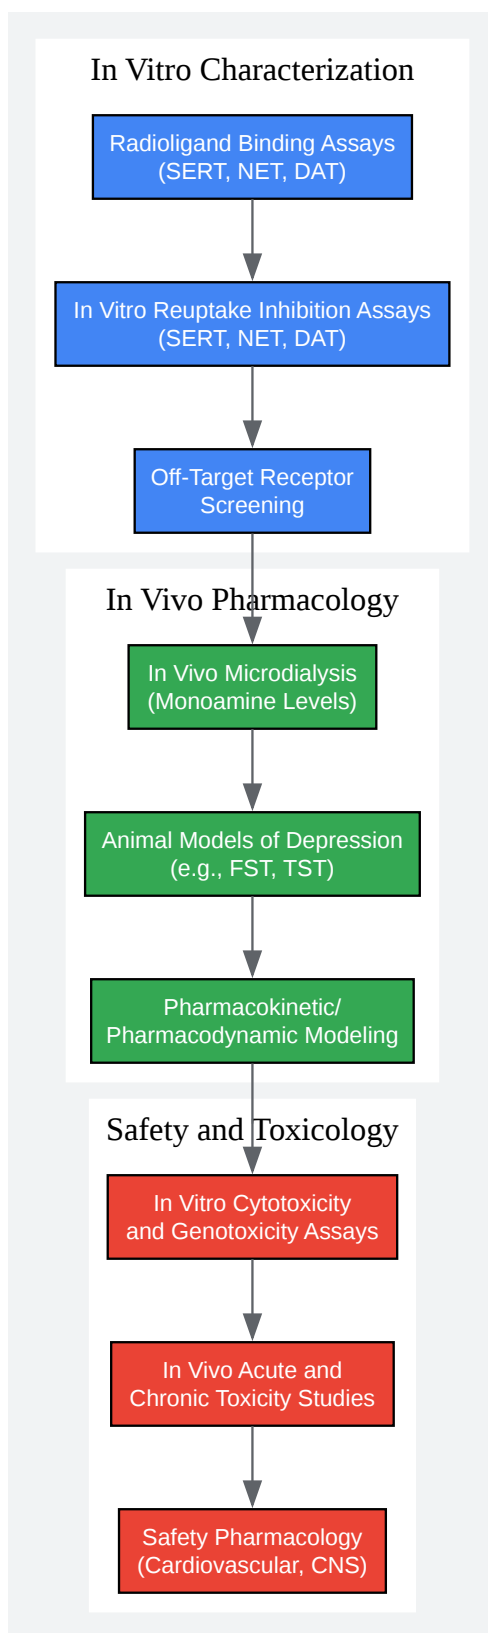 In Vitro Characterization
Radioligand Binding Assays
(SERT, NET, DAT)
In Vitro Reuptake Inhibition Assays
(SERT, NET, DAT)
Off-Target Receptor
Screening
In Vivo Pharmacology
In Vivo Microdialysis
(Monoamine Levels)
Animal Models of Depression
(e.g., FST, TST)
Pharmacokinetic/
Pharmacodynamic Modeling
Safety and Toxicology
In Vitro Cytotoxicity
and Genotoxicity Assays
In Vivo Acute and
Chronic Toxicity Studies
Safety Pharmacology
(Cardiovascular, CNS)